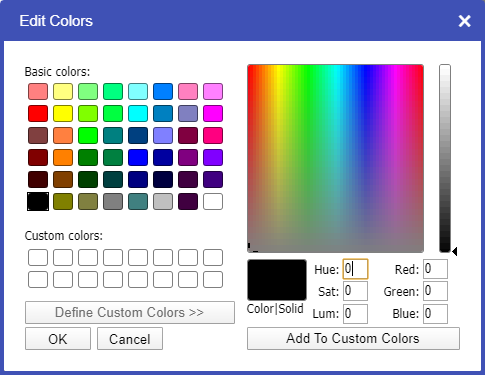 Edit Colors
×
Basic colors:
Custom colors:
Define Custom Colors >>
OK Cancel
Color|Solid
Hue: 0 Red: 0
Sat: 0 Green: 0
Lum: 0 Blue: 0
Add To Custom Colors